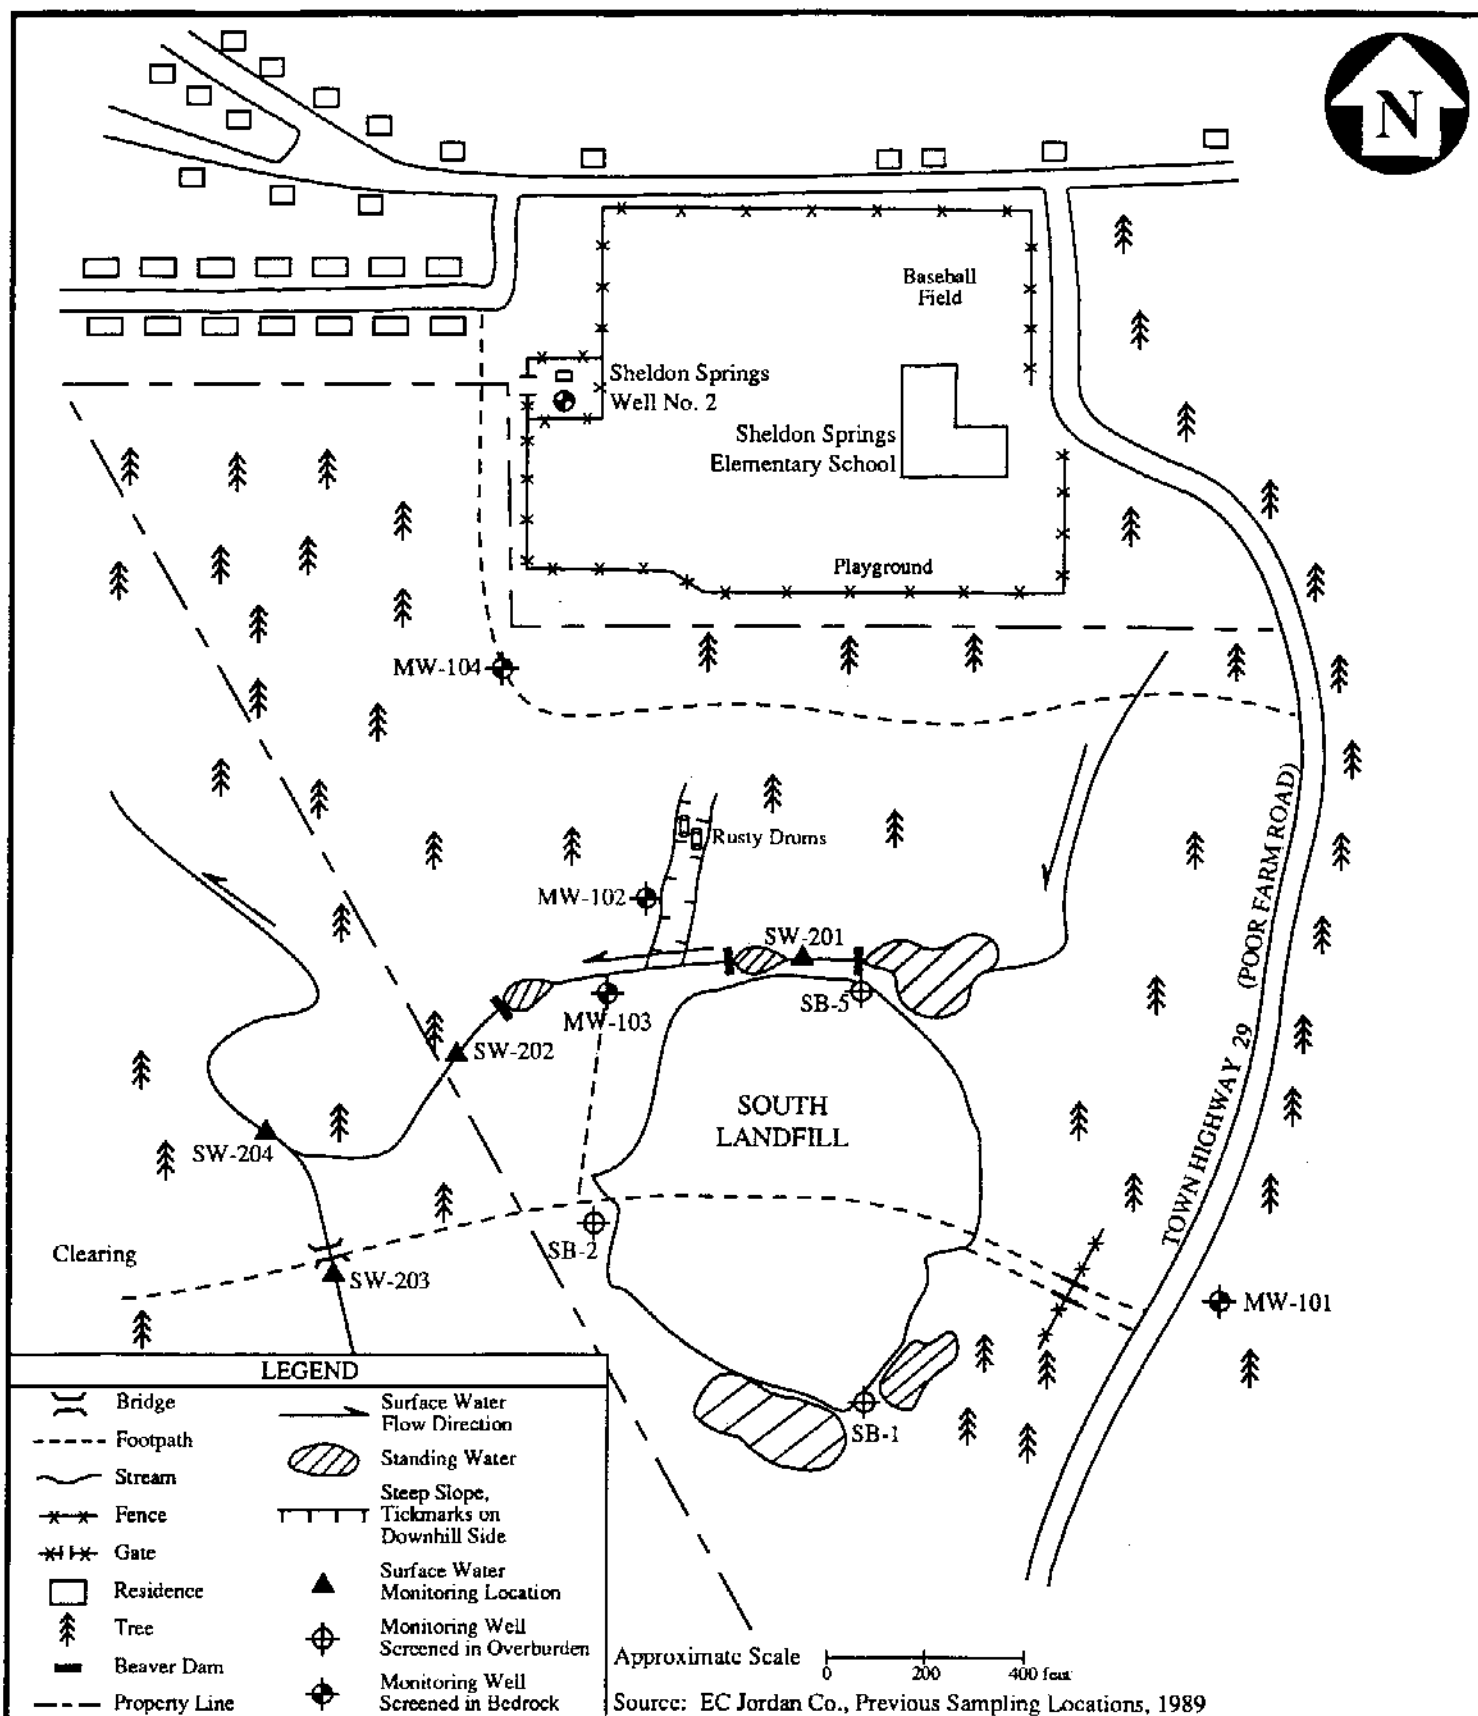 N
Baseball
Field
Sheldon Springs
Well No. 2
Sheldon Springs
Elementary School
Playground
MW-104
Rusty Drums
MW-102
SW-201
SB-5
MW-103
SW-202
SOUTH
LANDFILL
SW-204
TOWN HIGHWAY 29 (POOR FARM ROAD)
SB-2
Clearing
SW-203
MW-101
SB-1
LEGEND
Bridge
Footpath
Stream
Fence
Gate
Residence
Tree
Beaver Dam
Property Line
Surface Water
Flow Direction
Standing Water
Steep Slope,
Tickmarks on
Downhill Side
Surface Water
Monitoring Location
Monitoring Well
Screened in Overburden
Monitoring Well
Screened in Bedrock
Approximate Scale
0 200 400 feet
Source: EC Jordan Co., Previous Sampling Locations, 1989